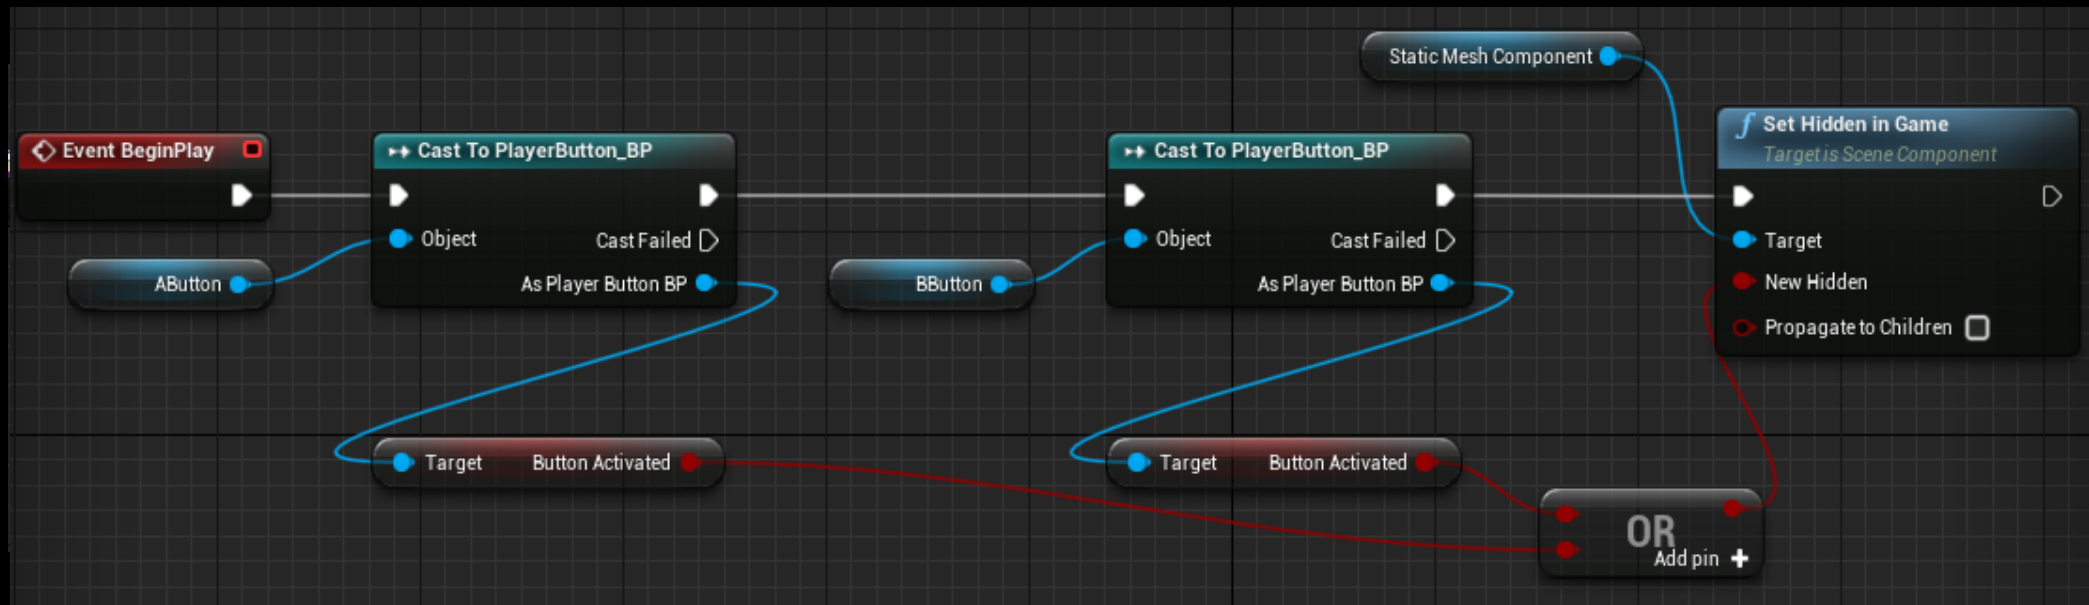 Static Mesh Component
Event BeginPlay
Cast To PlayerButton_BP
Object
Cast Failed
As Player Button BP
AButton
Cast To PlayerButton_BP
Object
Cast Failed
As Player Button BP
BButton
Set Hidden in Game
Target is Scene Component
Target
New Hidden
Propagate to Children
Target Button Activated
Target Button Activated
OR
Add pin